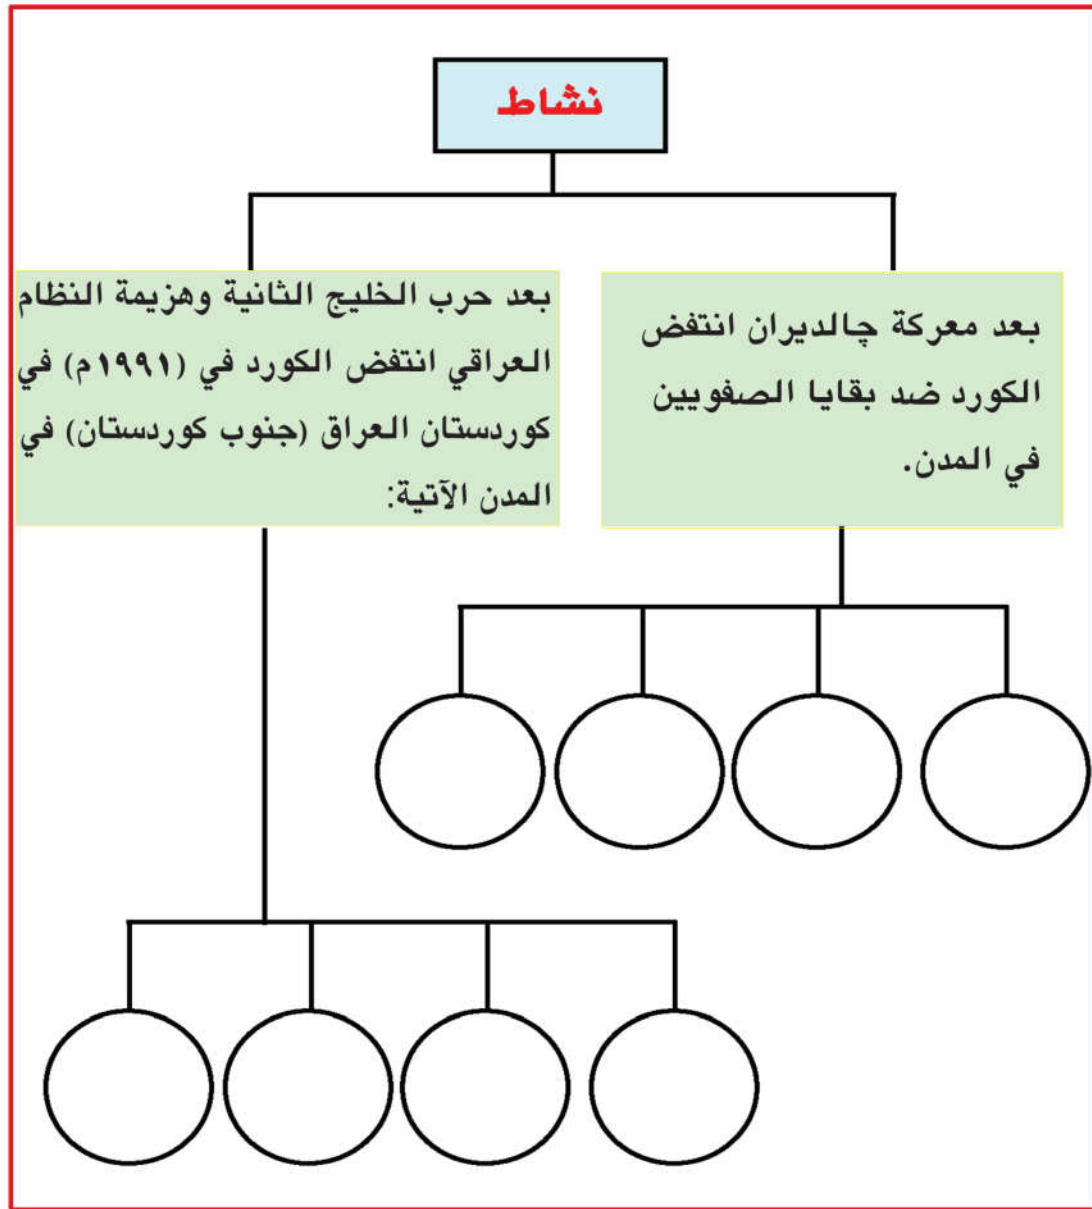 نشاط
بعد معركة چالديران انتفض
الكورد ضد بقايا الصفويين
في المدن.
بعد حرب الخليج الثانية وهزيمة النظام
العراقي انتفض الكورد في (١٩٩١م) في
كوردستان العراق (جنوب كوردستان) في
المدن الآتية: